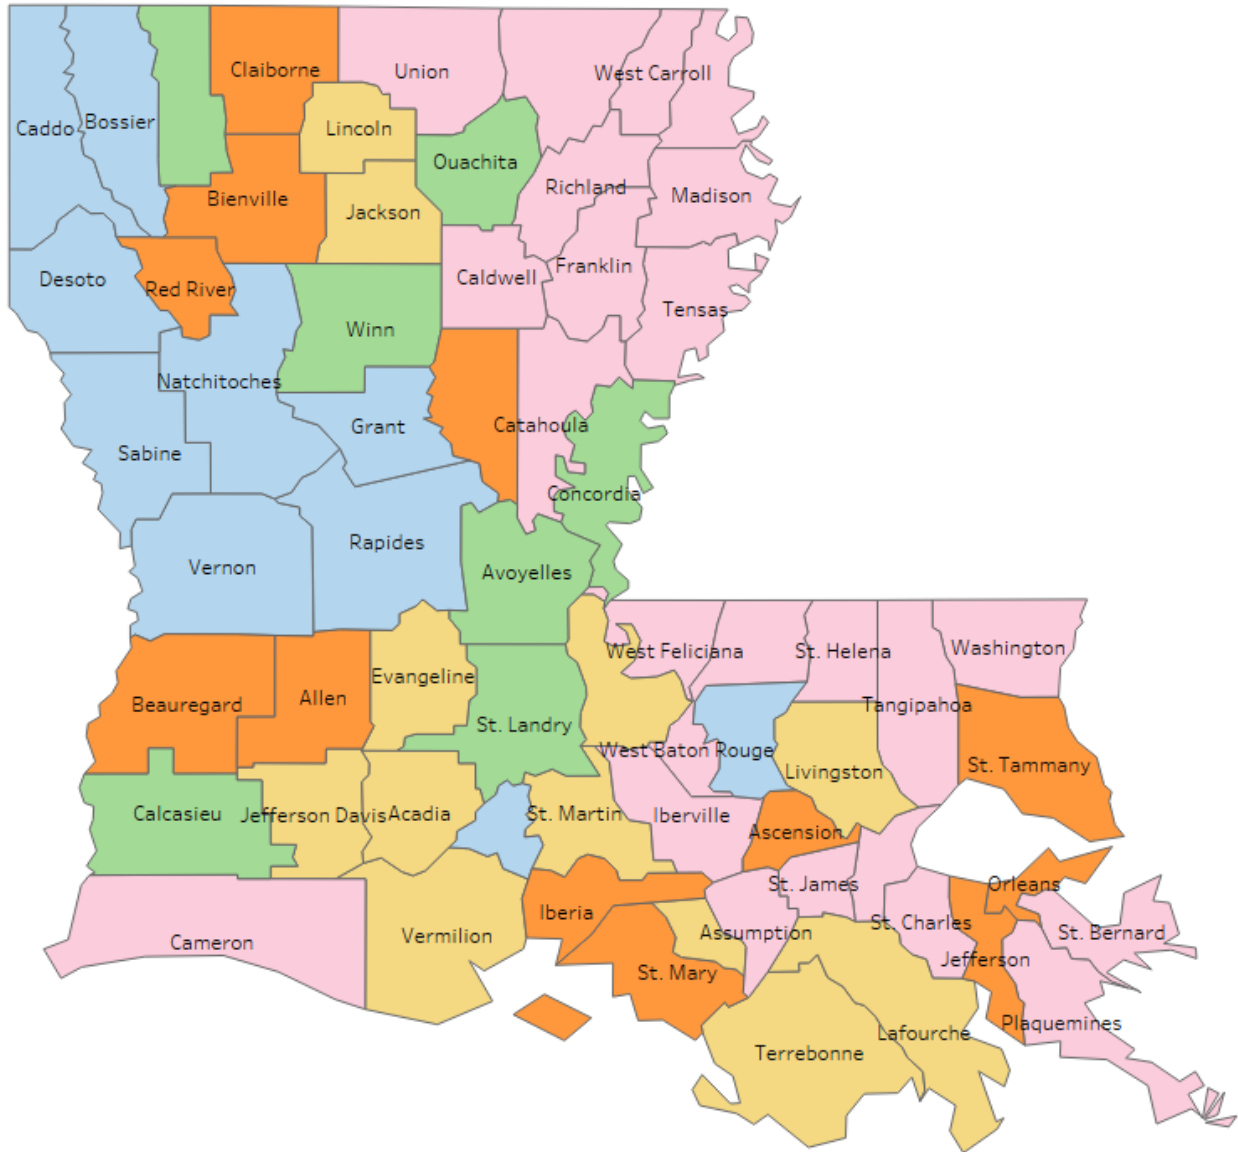 Claiborne
Union
West Carroll
Caddo
Bossier
Lincoln
Ouachita
Richland
Madison
Bienville
Jackson
Desoto
Red River
Caldwell
Franklin
Tensas
Winn
Natchitoches
Grant
Catahoula
Sabine
Concordia
Rapides
Vernon
Avoyelles
West Feliciana
St. Helena
Washington
Evangeline
Beauregard
Allen
Tangipahoa
St. Landry
West Baton Rouge
St. Tammany
Livingston
Calcasieu
Jefferson Davis
Acadia
St. Martin
Iberville
Ascension
St. James
Orleans
Iberia
St. Charles
Assumption
St. Bernard
Cameron
Vermilion
Jefferson
St. Mary
Plaquemines
Lafourche
Terrebonne